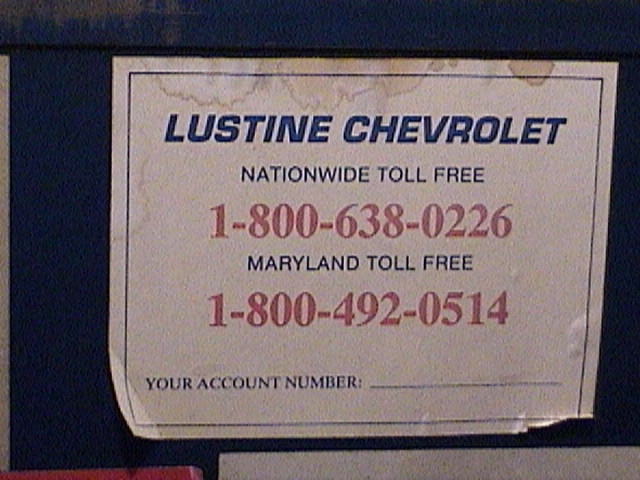 LUSTINE CHEVROLET
NATIONWIDE TOLL FREE
1-800-638-0226
MARYLAND TOLL FREE
1-800-492-0514
YOUR ACCOUNT NUMBER: